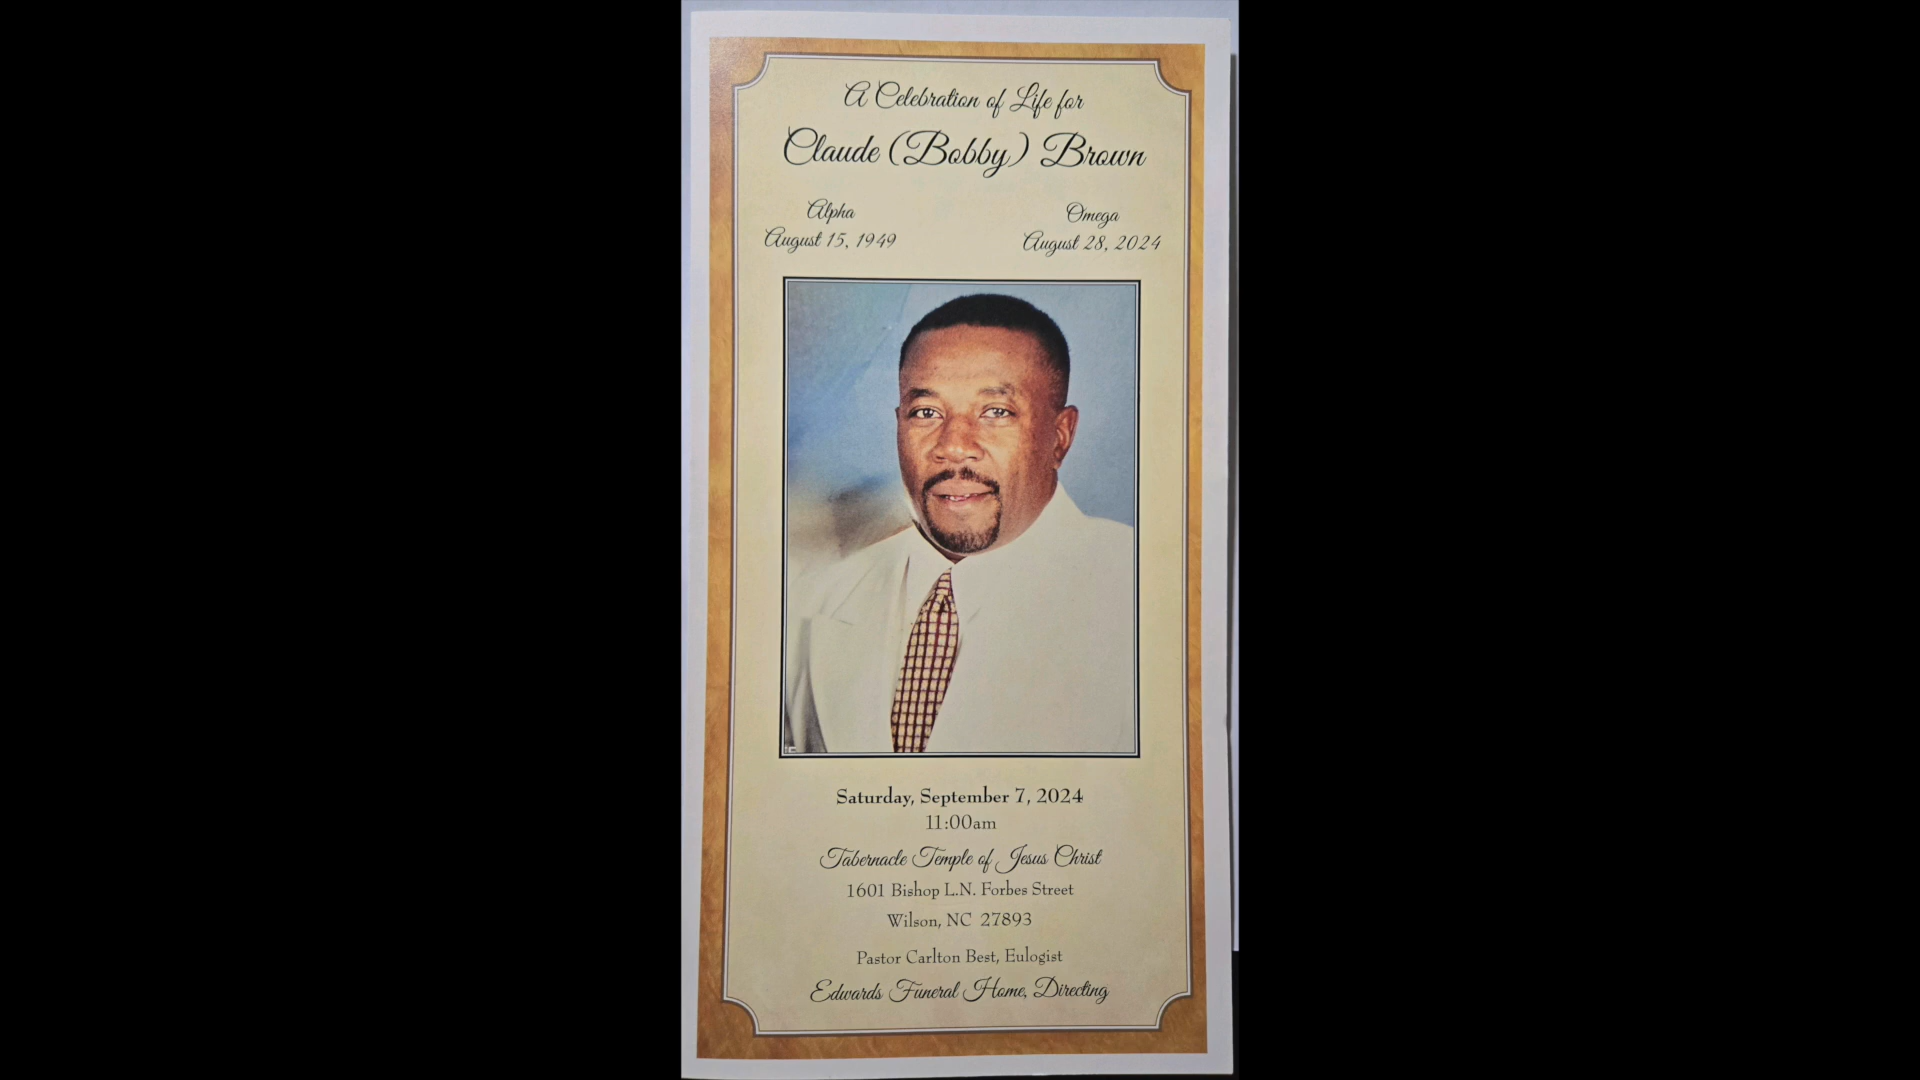 A Celebration of Life for
Claude (Bobby) Brown
Alpha
August 15, 1949
Omega
August 28, 2024
Saturday, September 7, 2024
11:00am
Tabernacle Temple of Jesus Christ
1601 Bishop L.N. Forbes Street
Wilson, NC 27893
Pastor Carlton Best, Eulogist
Edwards Funeral Home, Directing